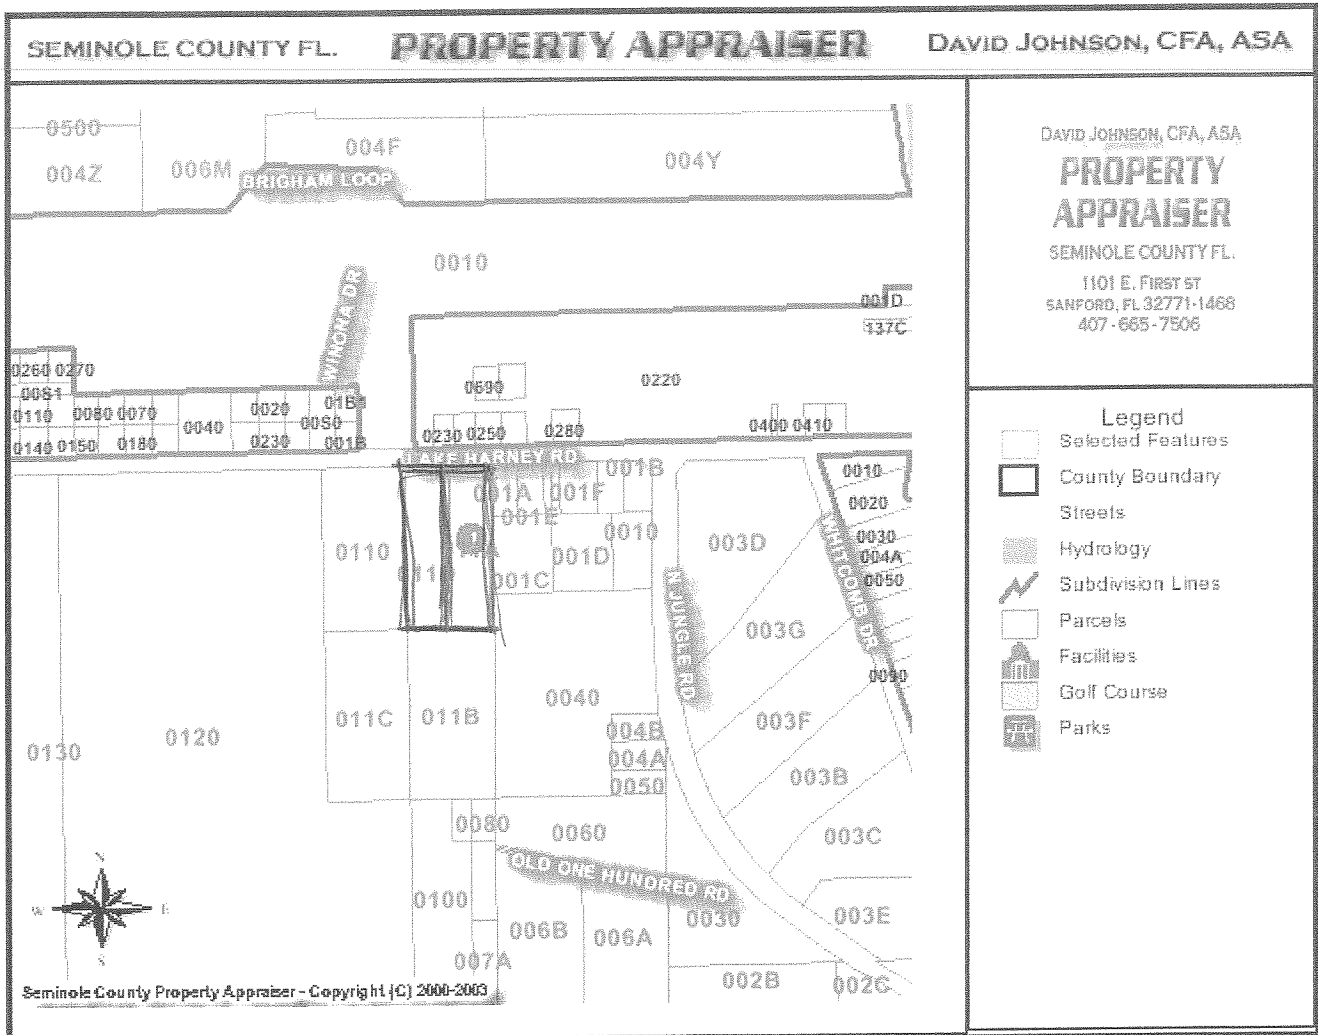 SEMINOLE COUNTY FL. PROPERTY APPRAISER DAVID JOHNSON, CFA, ASA
DAVID JOHNSON, CFA, ASA
PROPERTY
APPRAISER
SEMINOLE COUNTY FL.
1101 E. FIRST ST
SANFORD, FL 32771-1468
407-665-7506
0500
004Z
006M
004F
004Y
BRIGHAM LOOP
0010
WINONA DR
001D
137C
0260 0270
00S1
0110 0080 0070
0140 0150 0180
0040
0020
0230
01B1
00S0
001B
0690
0220
0230 0250
0280
0400 0410
LAKE HARNEY RD
001A
001F
001B
001E
0010
001D
001C
0110
003D
0010
0020
0030
004A
0050
0090
WHITCOMB DR
N JUNGLE RD
003G
003F
003B
003C
003E
0130
0120
011C
011B
0040
004B
004A
0050
0080
0060
OLD ONE HUNDRED RD
0100
006B
006A
0030
007A
002B
002C
N
W E
S
Seminole County Property Appraiser - Copyright (C) 2000-2003
Legend
Selected Features
County Boundary
Streets
Hydrology
Subdivision Lines
Parcels
Facilities
Golf Course
Parks